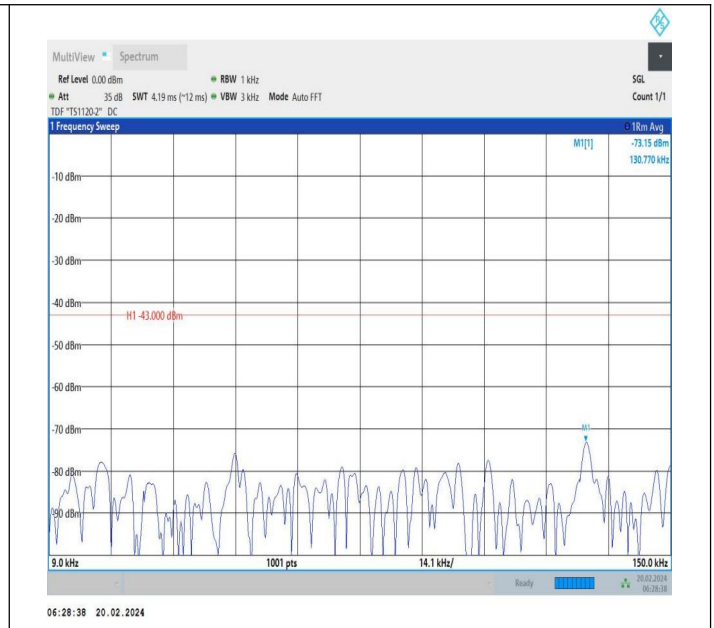 R S
MultiView Spectrum
Ref Level 0.00 dBm RBW 1 kHz SGL
Att 35 dB SWT 4.19 ms (~12 ms) VBW 3 kHz Mode Auto FFT Count 1/1
TDF "TS1120-2" DC
1 Frequency Sweep 1Rm Avg
M1[1] -73.15 dBm
130.770 kHz
-10 dBm
-20 dBm
-30 dBm
-40 dBm
H1 -43.000 dBm
-50 dBm
-60 dBm
-70 dBm
M1
-80 dBm
-90 dBm
9.0 kHz 1001 pts 14.1 kHz/ 150.0 kHz
Ready 20.02.2024
06:28:38
06:28:38 20.02.2024